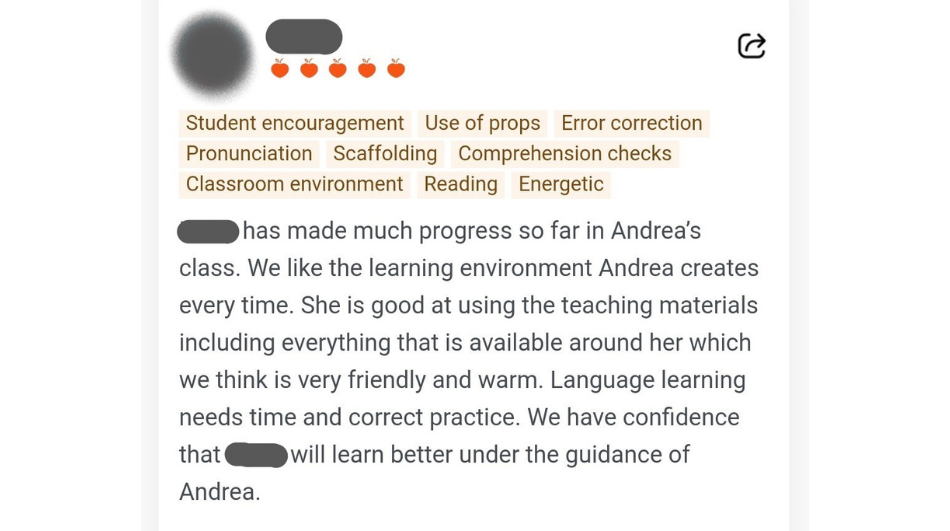 Student encouragement Use of props Error correction
Pronunciation Scaffolding Comprehension checks
Classroom environment Reading Energetic
has made much progress so far in Andrea’s
class. We like the learning environment Andrea creates
every time. She is good at using the teaching materials
including everything that is available around her which
we think is very friendly and warm. Language learning
needs time and correct practice. We have confidence
that will learn better under the guidance of
Andrea.